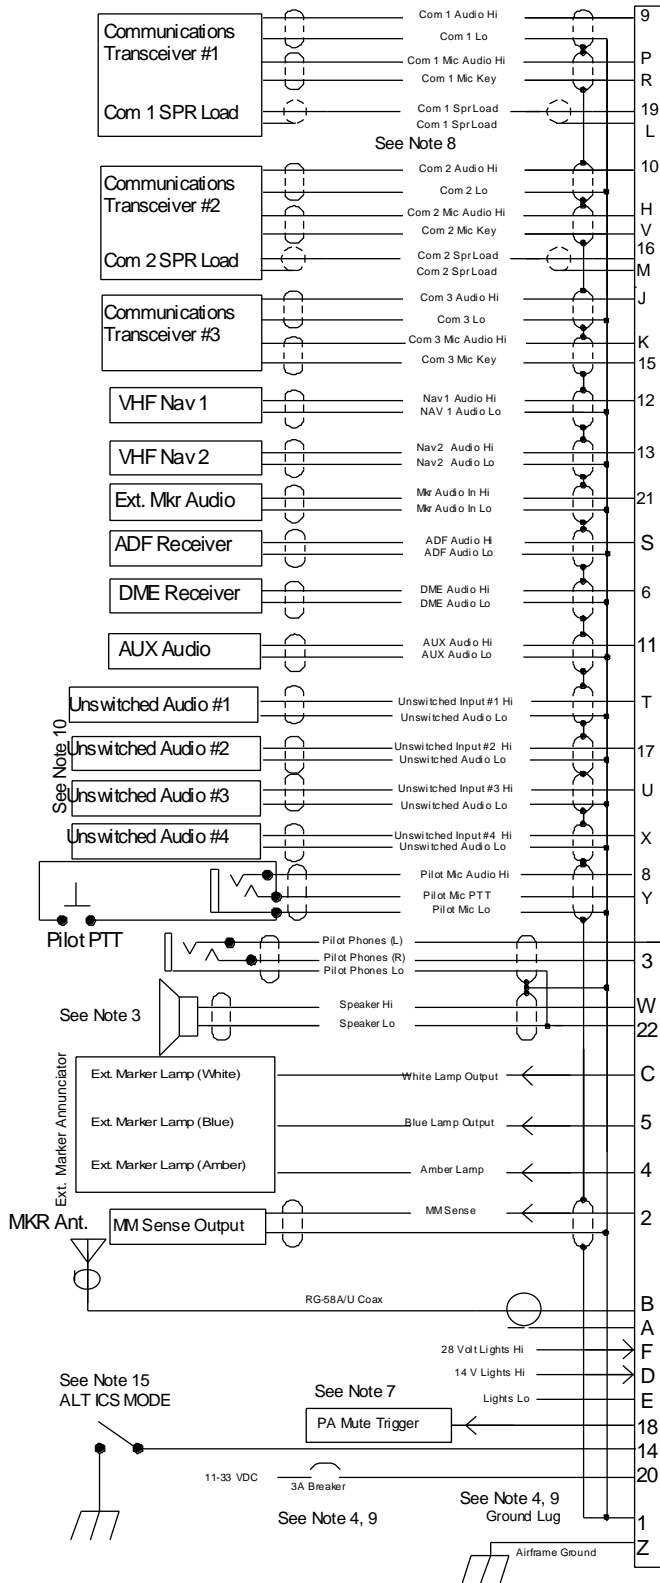 Communications
Transceiver #1
Com 1 SPR Load
Com 1 Audio Hi
9
Com 1 Lo
Com 1 Mic Audio Hi
P
Com 1 Mic Key
R
Com 1 Spr Load
19
Com 1 Spr Load
L
See Note 8
Communications
Transceiver #2
Com 2 SPR Load
Com 2 Audio Hi
10
Com 2 Lo
Com 2 Mic Audio Hi
H
Com 2 Mic Key
V
Com 2 Spr Load
16
Com 2 Spr Load
M
Communications
Transceiver #3
Com 3 Audio Hi
J
Com 3 Lo
Com 3 Mic Audio Hi
K
Com 3 Mic Key
15
VHF Nav 1
Nav 1 Audio Hi
12
NAV 1 Audio Lo
VHF Nav 2
Nav2 Audio Hi
13
Nav2 Audio Lo
Ext. Mkr Audio
Mkr Audio In Hi
21
Mkr Audio In Lo
ADF Receiver
ADF Audio Hi
S
ADF Audio Lo
DME Receiver
DME Audio Hi
6
DME Audio Lo
AUX Audio
AUX Audio Hi
11
AUX Audio Lo
See Note 10
Unswitched Audio #1
Unswitched Input #1 Hi
T
Unswitched Audio Lo
Unswitched Audio #2
Unswitched Input #2 Hi
17
Unswitched Audio Lo
Unswitched Audio #3
Unswitched Input #3 Hi
U
Unswitched Audio Lo
Unswitched Audio #4
Unswitched Input #4 Hi
X
Unswitched Audio Lo
Pilot PTT
Pilot Mic Audio Hi
8
Pilot Mic PTT
Y
Pilot Mic Lo
Pilot Phones (L)
Pilot Phones (R)
3
Pilot Phones Lo
See Note 3
Speaker Hi
W
Speaker Lo
22
Ext. Marker Annunciator
Ext. Marker Lamp (White)
White Lamp Output
C
Ext. Marker Lamp (Blue)
Blue Lamp Output
5
Ext. Marker Lamp (Amber)
Amber Lamp
4
MM Sense Output
MM Sense
2
MKR Ant.
RG-58A/U Coax
B
A
28 Volt Lights Hi
F
14 V Lights Hi
D
Lights Lo
E
See Note 15
ALT ICS MODE
See Note 7
PA Mute Trigger
18
14
11-33 VDC
3A Breaker
20
See Note 4, 9
See Note 4, 9
Ground Lug
1
Airframe Ground
Z